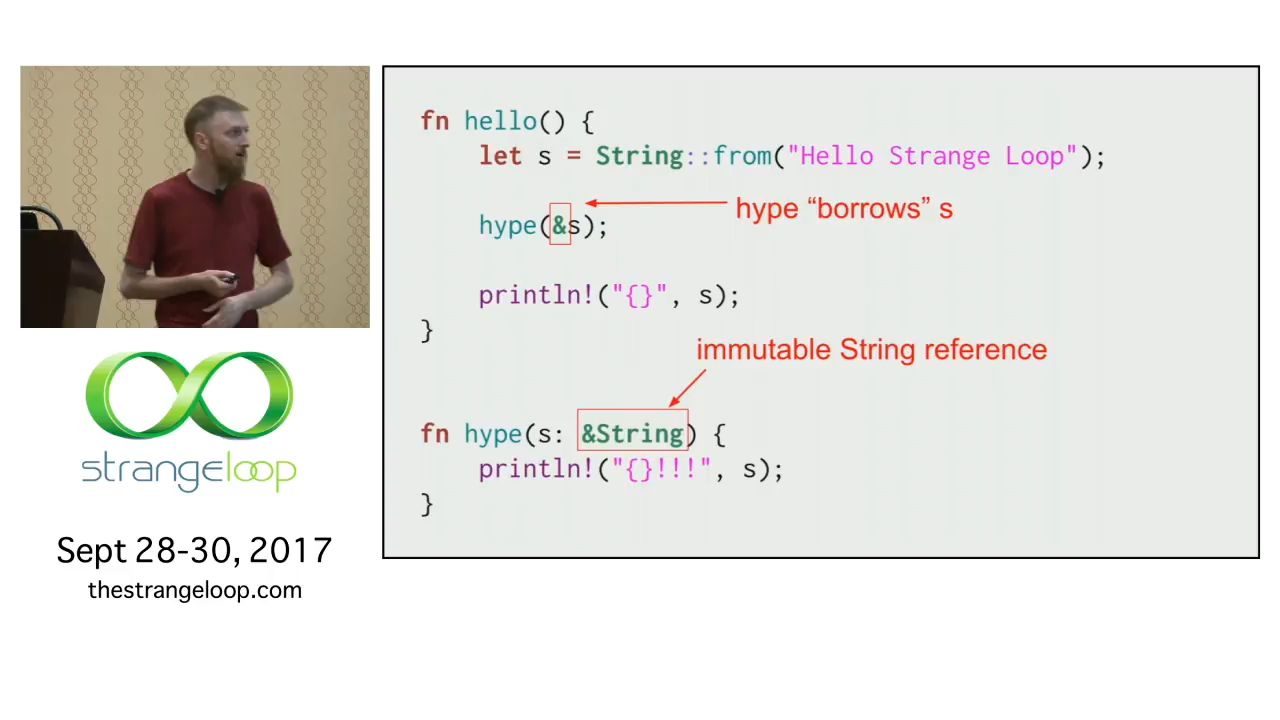 fn hello() {
let s = String::from("Hello Strange Loop");
hype(&s);
hype “borrows” s
println!("{}", s);
}
immutable String reference
fn hype(s: &String) {
println!("{}!!!", s);
}
strangeloop
Sept 28-30, 2017
thestrangeloop.com